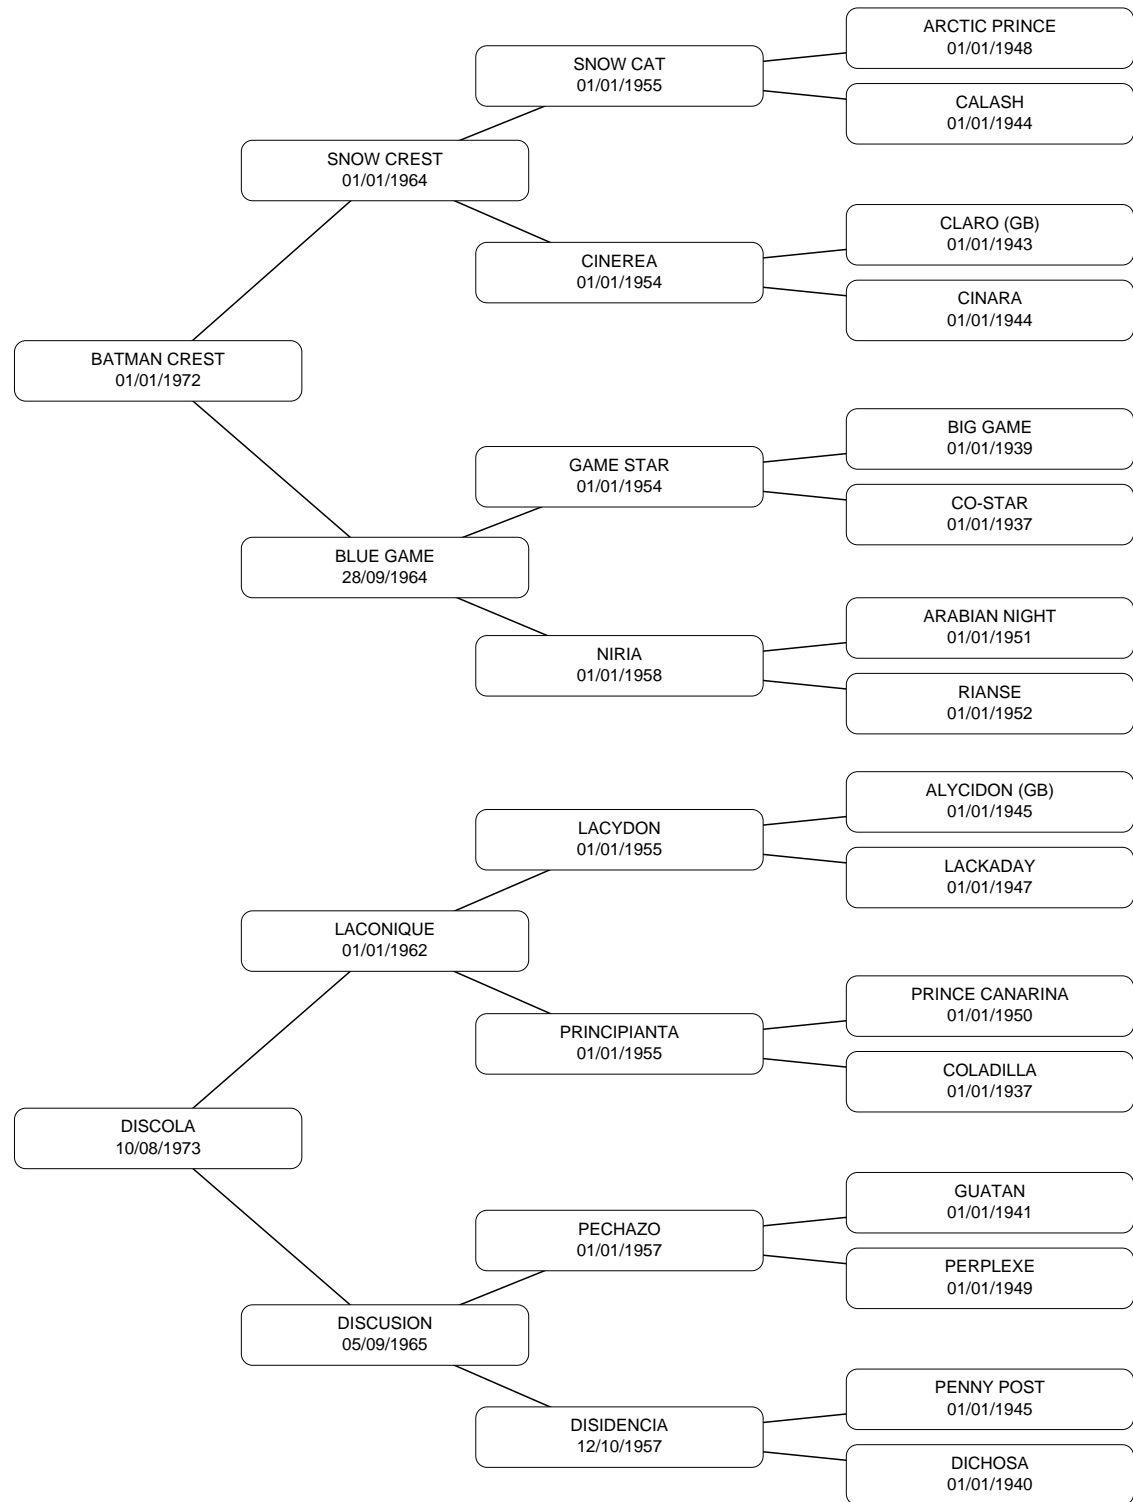 ARCTIC PRINCE
01/01/1948
SNOW CAT
01/01/1955
CALASH
01/01/1944
SNOW CREST
01/01/1964
CLARO (GB)
01/01/1943
CINEREA
01/01/1954
CINARA
01/01/1944
BATMAN CREST
01/01/1972
BIG GAME
01/01/1939
GAME STAR
01/01/1954
CO-STAR
01/01/1937
BLUE GAME
28/09/1964
ARABIAN NIGHT
01/01/1951
NIRIA
01/01/1958
RIANSE
01/01/1952
ALYCIDON (GB)
01/01/1945
LACYDON
01/01/1955
LACKADAY
01/01/1947
LACONIQUE
01/01/1962
PRINCE CANARINA
01/01/1950
PRINCIPIANTA
01/01/1955
COLADILLA
01/01/1937
DISCOLA
10/08/1973
GUATAN
01/01/1941
PECHAZO
01/01/1957
PERPLEXE
01/01/1949
DISCUSION
05/09/1965
PENNY POST
01/01/1945
DISIDENCIA
12/10/1957
DICHOSA
01/01/1940